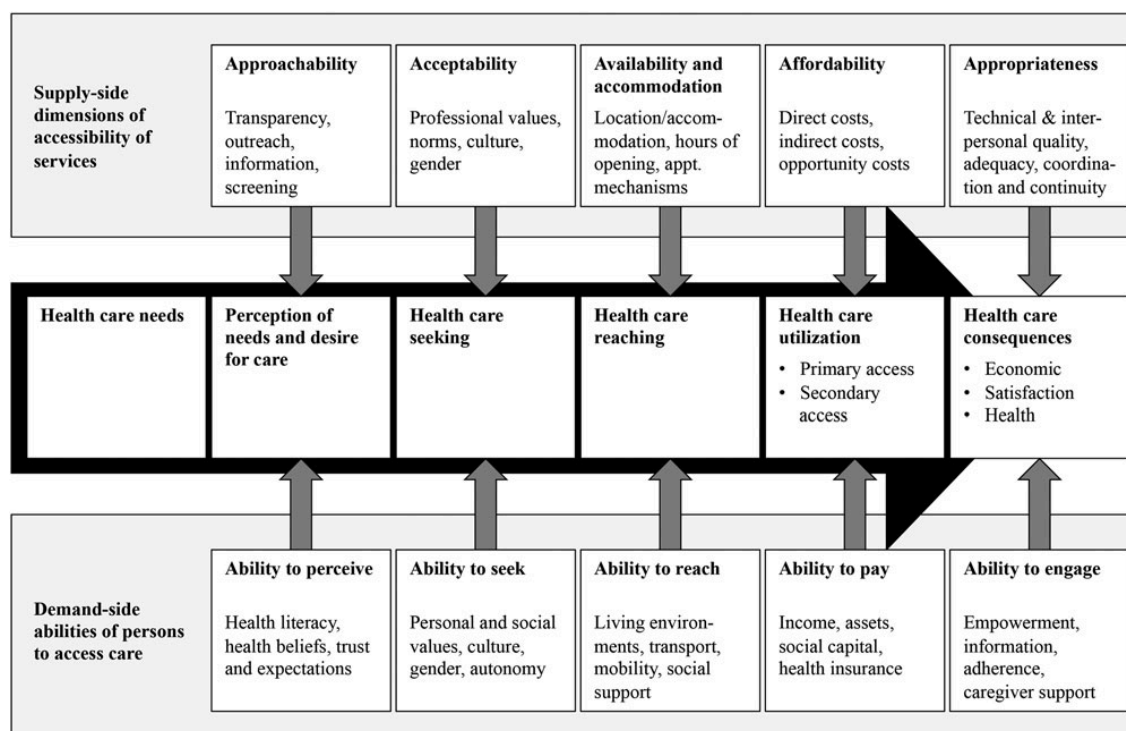 Supply-side
dimensions of
accessibility of
services
Approachability
Transparency,
outreach,
information,
screening
Acceptability
Professional values,
norms, culture,
gender
Availability and
accommodation
Location/accom-
modation, hours of
opening, appt.
mechanisms
Affordability
Direct costs,
indirect costs,
opportunity costs
Appropriateness
Technical & inter-
personal quality,
adequacy, coordina-
tion and continuity
Health care needs
Perception of
needs and desire
for care
Health care
seeking
Health care
reaching
Health care
utilization
• Primary access
• Secondary
access
Health care
consequences
• Economic
• Satisfaction
• Health
Demand-side
abilities of persons
to access care
Ability to perceive
Health literacy,
health beliefs, trust
and expectations
Ability to seek
Personal and social
values, culture,
gender, autonomy
Ability to reach
Living environ-
ments, transport,
mobility, social
support
Ability to pay
Income, assets,
social capital,
health insurance
Ability to engage
Empowerment,
information,
adherence,
caregiver support